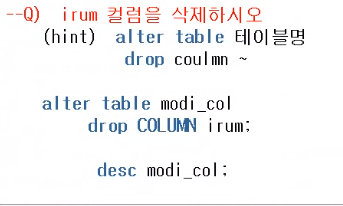 --Q) irum 컬럼을 삭제하시오
(hint) alter table 테이블명
drop coulmn ~
alter table modi_col
drop COLUMN irum;
desc modi_col;